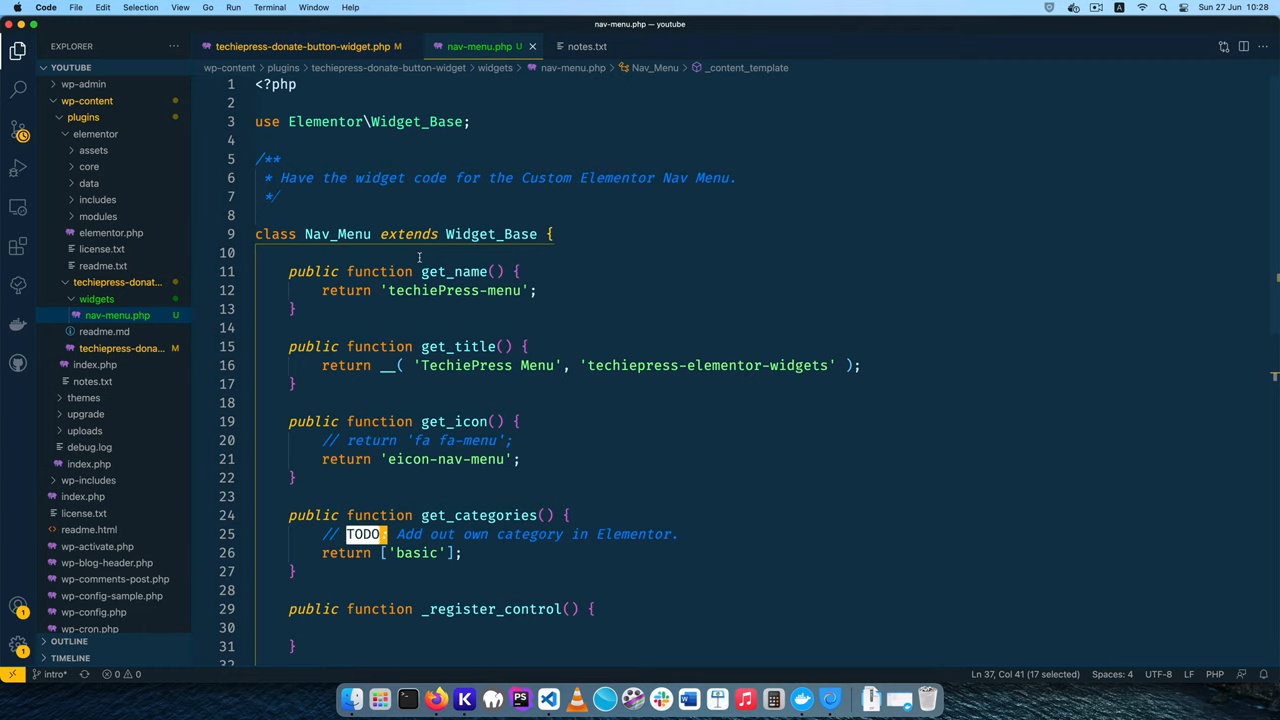 Code File Edit Selection View Go Run Terminal Window Help
A Sun 27 Jun 10:28
nav-menu.php — youtube
EXPLORER ···
techiepress-donate-button-widget.php M
nav-menu.php U ×
notes.txt
YOUTUBE
wp-content > plugins > techiepress-donate-button-widget > widgets > nav-menu.php > Nav_Menu > _content_template
wp-admin
wp-content
plugins
elementor
assets
core
data
includes
modules
elementor.php
license.txt
readme.txt
techiepress-donat...
widgets
nav-menu.php U
readme.md
techiepress-dona... M
index.php
notes.txt
themes
upgrade
uploads
debug.log
index.php
wp-includes
index.php
license.txt
readme.html
wp-activate.php
wp-blog-header.php
wp-comments-post.php
wp-config-sample.php
wp-config.php
wp-cron.php
OUTLINE
TIMELINE
1 <?php
2
3 use Elementor\Widget_Base;
4
5 /**
6 * Have the widget code for the Custom Elementor Nav Menu.
7 */
8
9 class Nav_Menu extends Widget_Base {
10
11 public function get_name() {
12 return 'techiePress-menu';
13 }
14
15 public function get_title() {
16 return __( 'TechiePress Menu', 'techiepress-elementor-widgets' );
17 }
18
19 public function get_icon() {
20 // return 'fa fa-menu';
21 return 'eicon-nav-menu';
22 }
23
24 public function get_categories() {
25 // TODO: Add out own category in Elementor.
26 return ['basic'];
27 }
28
29 public function _register_control() {
30
31 }
32
1
1
intro* 0 0
Ln 37, Col 41 (17 selected) Spaces: 4 UTF-8 LF PHP
K PS W